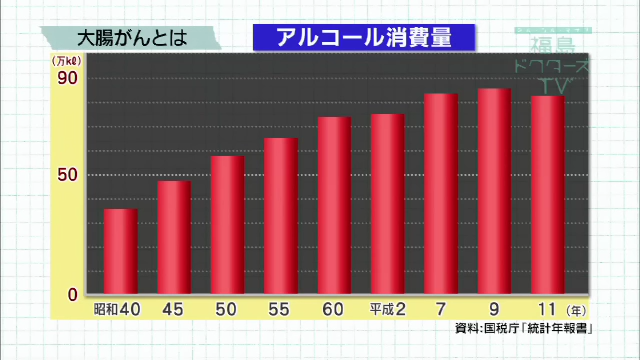 大腸がんとは
アルコール消費量
福島
ドクターズ
TV
(万kℓ)
90
50
0
昭和40 45 50 55 60 平成2 7 9 11 (年)
資料:国税庁「統計年報書」